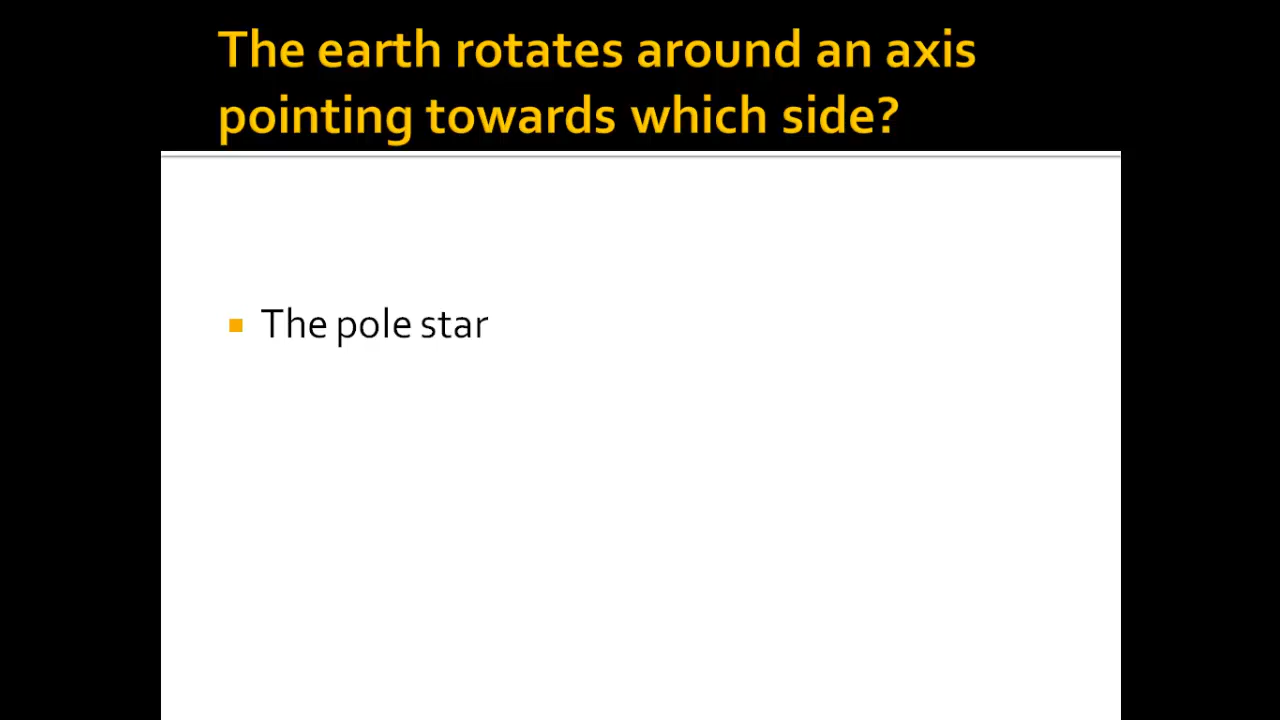 The earth rotates around an axis
pointing towards which side?
The pole star